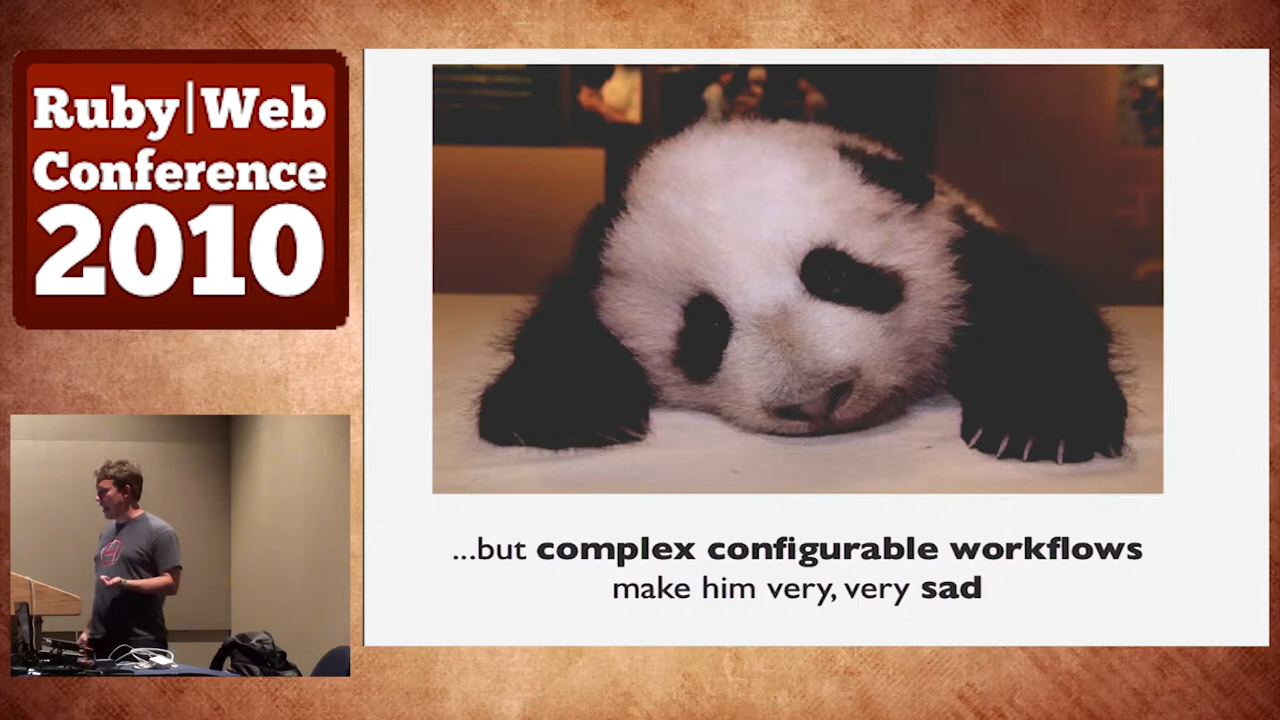 Ruby|Web
Conference
2010
...but complex configurable workflows
make him very, very sad